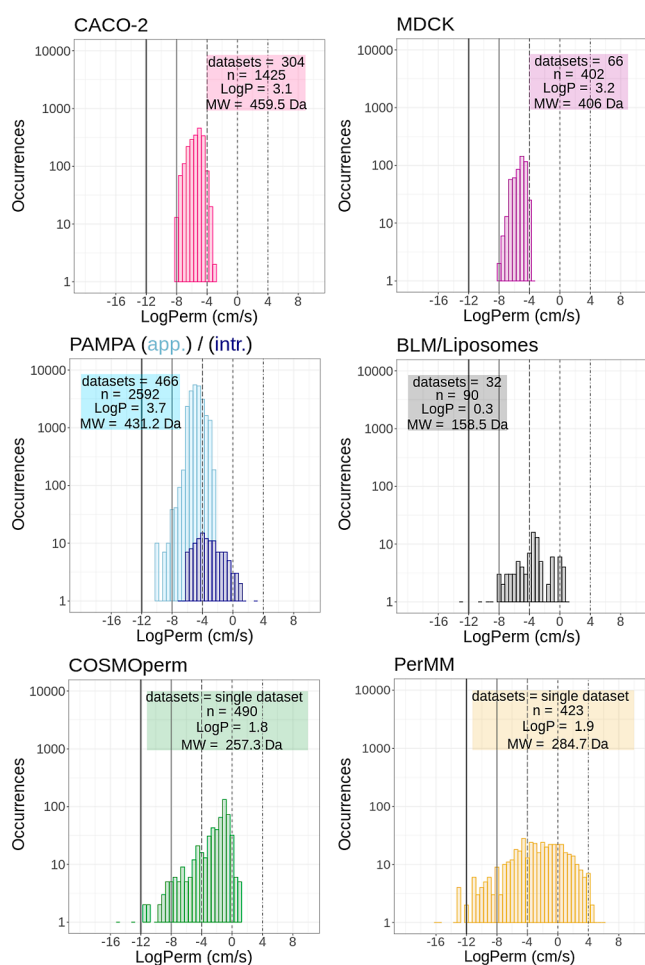 CACO-2
datasets = 304
n = 1425
LogP = 3.1
MW = 459.5 Da
10000
1000
100
10
1
Occurrences
-16 -12 -8 -4 0 4 8
LogPerm (cm/s)
MDCK
datasets = 66
n = 402
LogP = 3.2
MW = 406 Da
10000
1000
100
10
1
Occurrences
-16 -12 -8 -4 0 4 8
LogPerm (cm/s)
PAMPA (app.) / (intr.)
datasets = 466
n = 2592
LogP = 3.7
MW = 431.2 Da
10000
1000
100
10
1
Occurrences
-16 -12 -8 -4 0 4 8
LogPerm (cm/s)
BLM/Liposomes
datasets = 32
n = 90
LogP = 0.3
MW = 158.5 Da
10000
1000
100
10
1
Occurrences
-16 -12 -8 -4 0 4 8
LogPerm (cm/s)
COSMOperm
datasets = single dataset
n = 490
LogP = 1.8
MW = 257.3 Da
10000
1000
100
10
1
Occurrences
-16 -12 -8 -4 0 4 8
LogPerm (cm/s)
PerMM
datasets = single dataset
n = 423
LogP = 1.9
MW = 284.7 Da
10000
1000
100
10
1
Occurrences
-16 -12 -8 -4 0 4 8
LogPerm (cm/s)